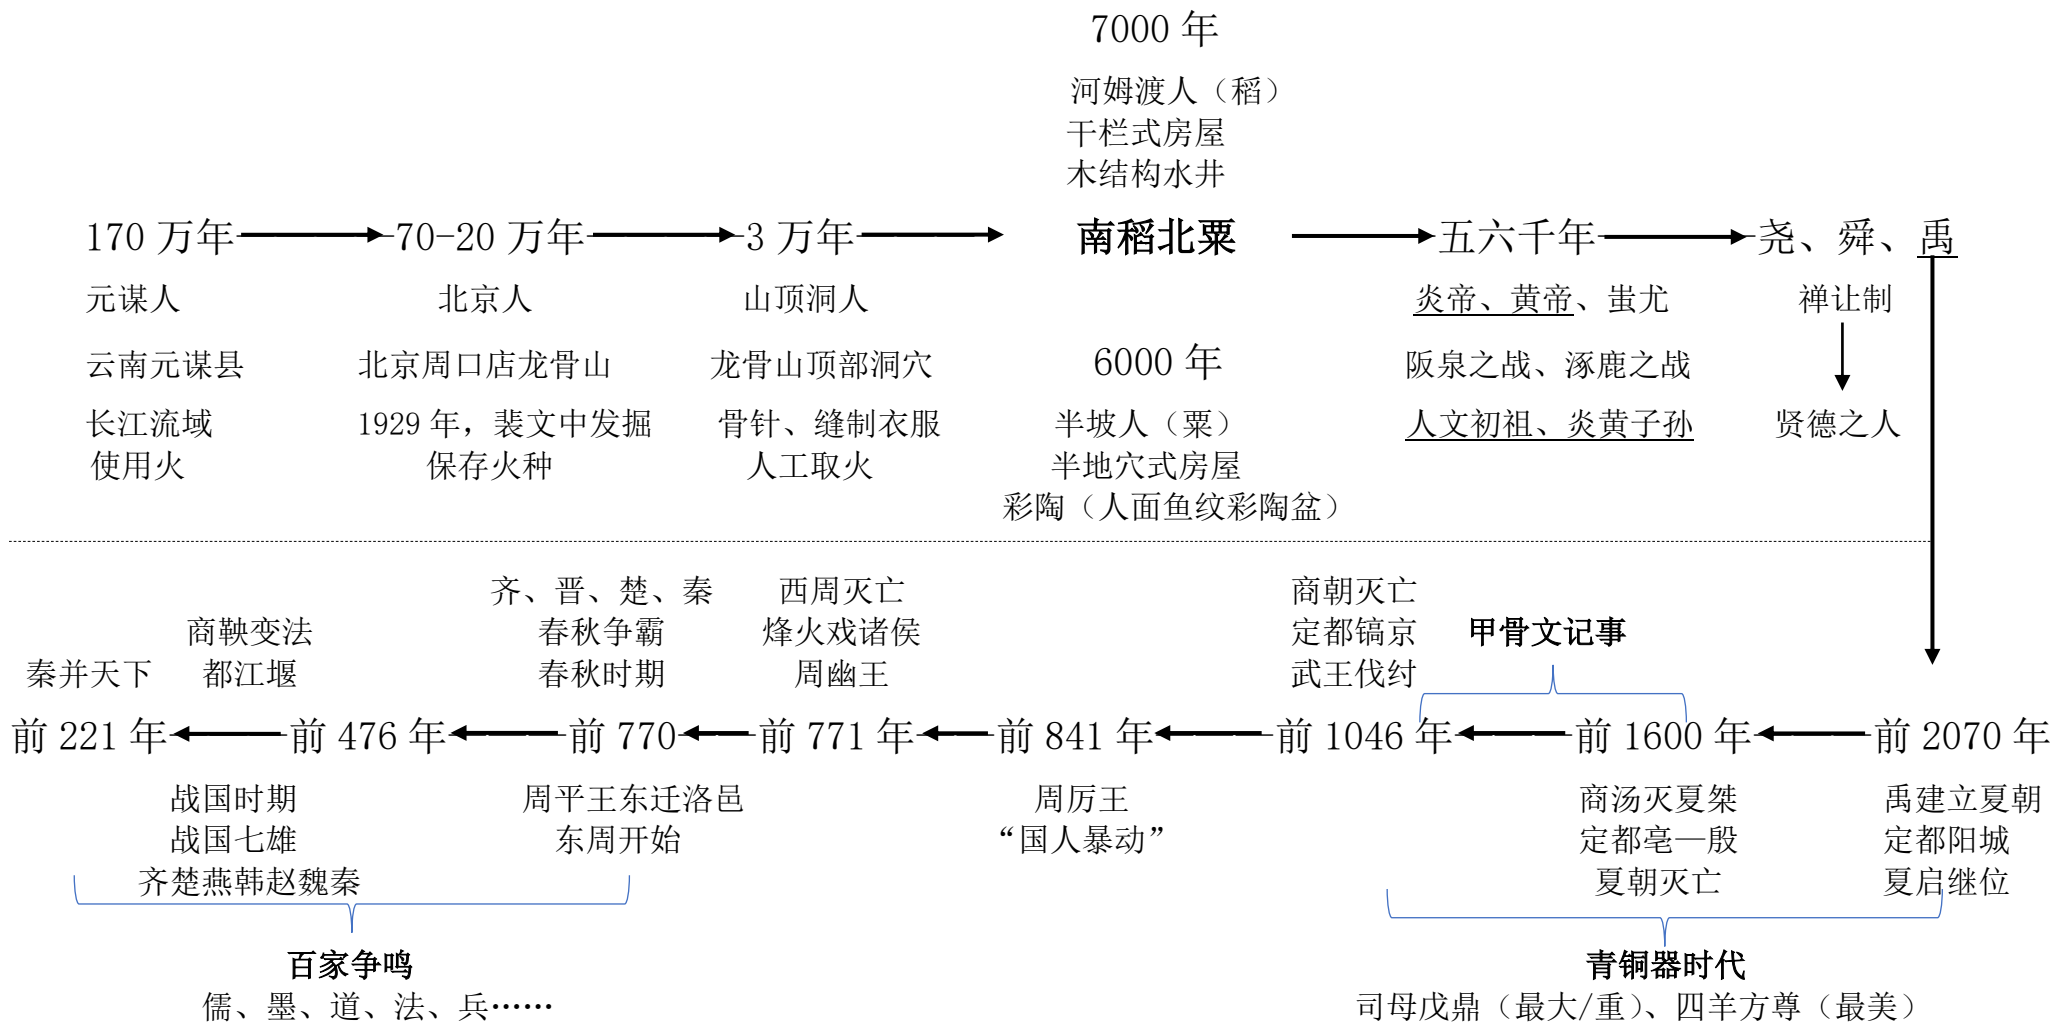 7000 年
河姆渡人（稻）
干栏式房屋
木结构水井
170 万年 70-20 万年 3 万年 南稻北粟 五六千年 尧、舜、禹
元谋人 北京人 山顶洞人 炎帝、黄帝、蚩尤 禅让制
云南元谋县 北京周口店龙骨山 龙骨山顶部洞穴 6000 年 阪泉之战、涿鹿之战
长江流域 1929 年，裴文中发掘 骨针、缝制衣服 半坡人（粟） 人文初祖、炎黄子孙 贤德之人
使用火 保存火种 人工取火 半地穴式房屋
彩陶（人面鱼纹彩陶盆）
齐、晋、楚、秦 西周灭亡 商朝灭亡
商鞅变法 春秋争霸 烽火戏诸侯 定都镐京 甲骨文记事
秦并天下 都江堰 春秋时期 周幽王 武王伐纣
前 221 年 前 476 年 前 770 前 771 年 前 841 年 前 1046 年 前 1600 年 前 2070 年
战国时期 周平王东迁洛邑 周厉王 商汤灭夏桀 禹建立夏朝
战国七雄 东周开始 “国人暴动” 定都亳—殷 定都阳城
齐楚燕韩赵魏秦 夏朝灭亡 夏启继位
百家争鸣 青铜器时代
儒、墨、道、法、兵…… 司母戊鼎（最大/重）、四羊方尊（最美）